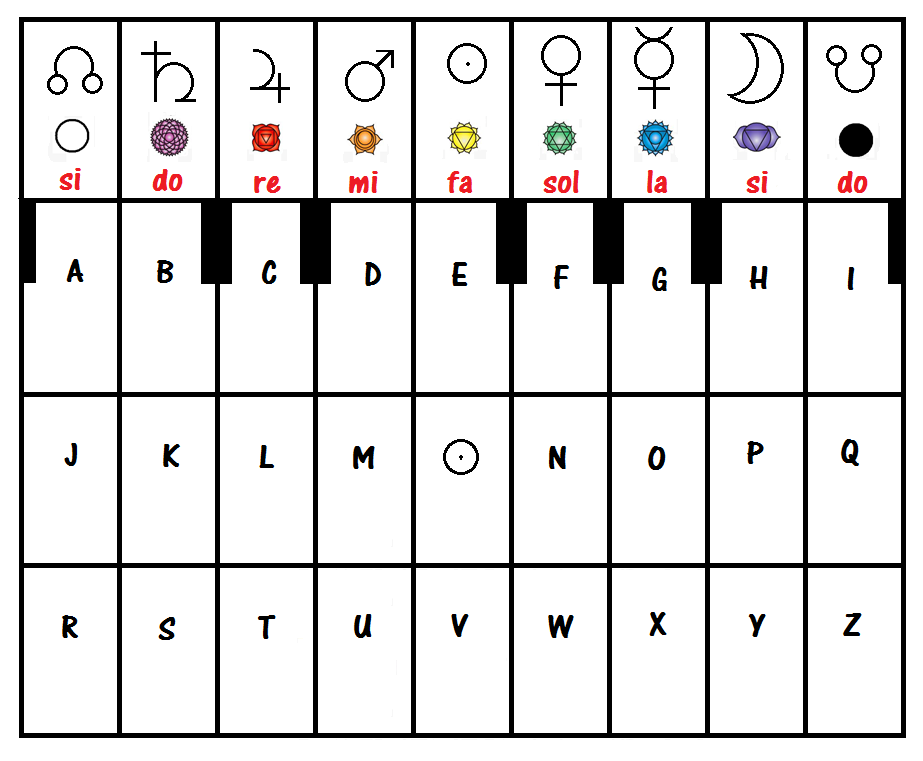 si do re mi fa sol la si do
A B C D E F G H I
J K L M N O P Q
R S T U V W X Y Z